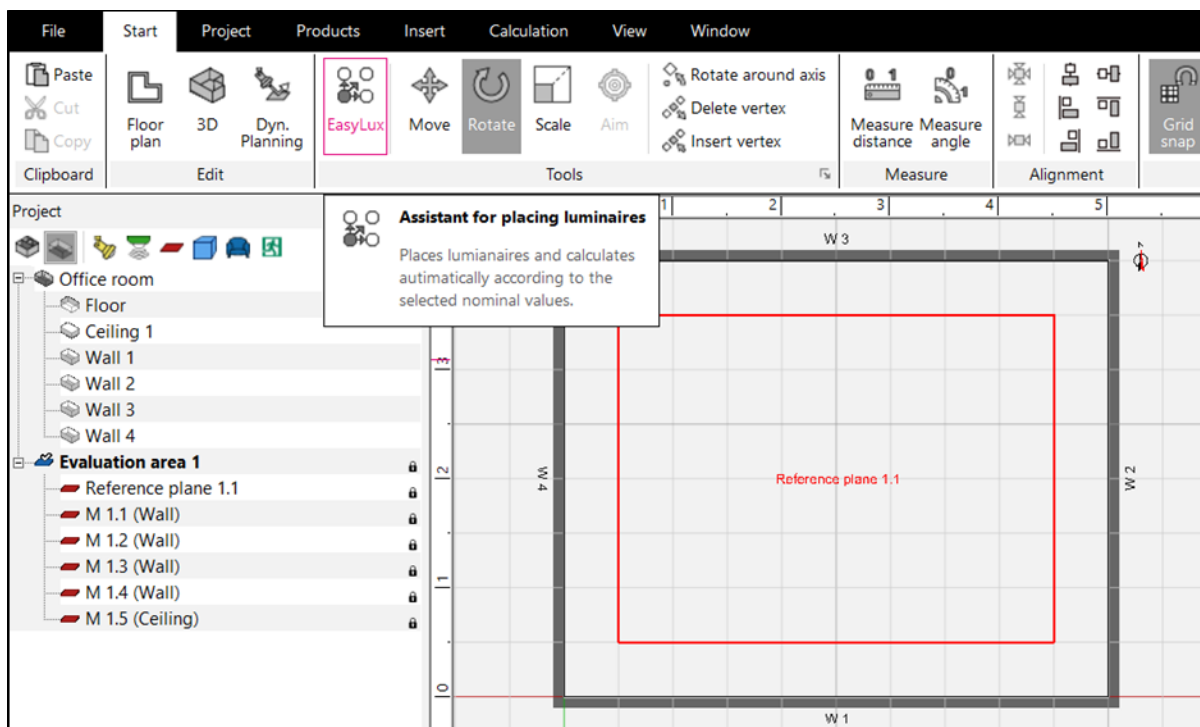 File Start Project Products Insert Calculation View Window
Paste
Cut
Copy
Clipboard
Floor
plan
3D
Dyn.
Planning
Edit
EasyLux
Move
Rotate
Scale
Aim
Rotate around axis
Delete vertex
Insert vertex
Tools
0 1
Measure
distance
0
1
Measure
angle
Measure
Alignment
Grid
snap
Project
Office room
Floor
Ceiling 1
Wall 1
Wall 2
Wall 3
Wall 4
Evaluation area 1
Reference plane 1.1
M 1.1 (Wall)
M 1.2 (Wall)
M 1.3 (Wall)
M 1.4 (Wall)
M 1.5 (Ceiling)
Assistant for placing luminaires
Places lumianaires and calculates
autimatically according to the
selected nominal values.
1 2 3 4 5
3
2
1
0
W 3
W 4
Reference plane 1.1
W 2
W 1